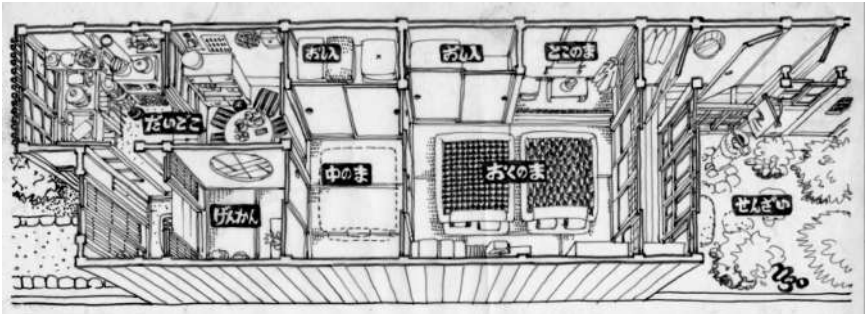 おし入
おし入
とこのま
だいどこ
中のま
おくのま
げんかん
せんざい